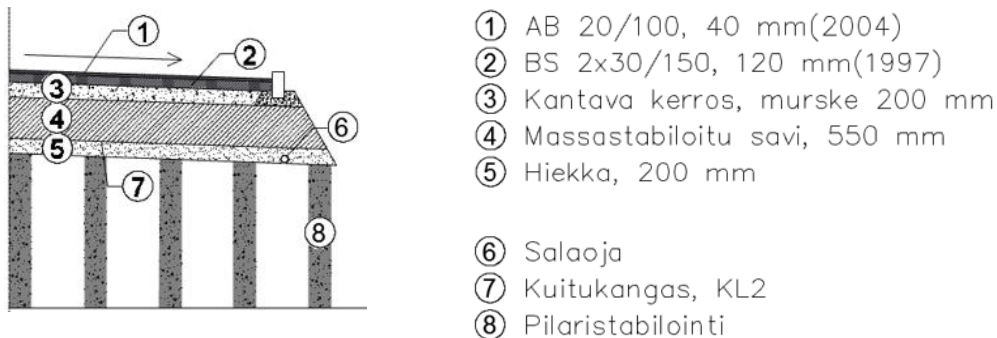 1
2
3
4
5
6
7
8
① AB 20/100, 40 mm(2004)
② BS 2x30/150, 120 mm(1997)
③ Kantava kerros, murske 200 mm
④ Massastabiloitu savi, 550 mm
⑤ Hiekka, 200 mm
⑥ Salaoja
⑦ Kuitukangas, KL2
⑧ Pilaristabilointi